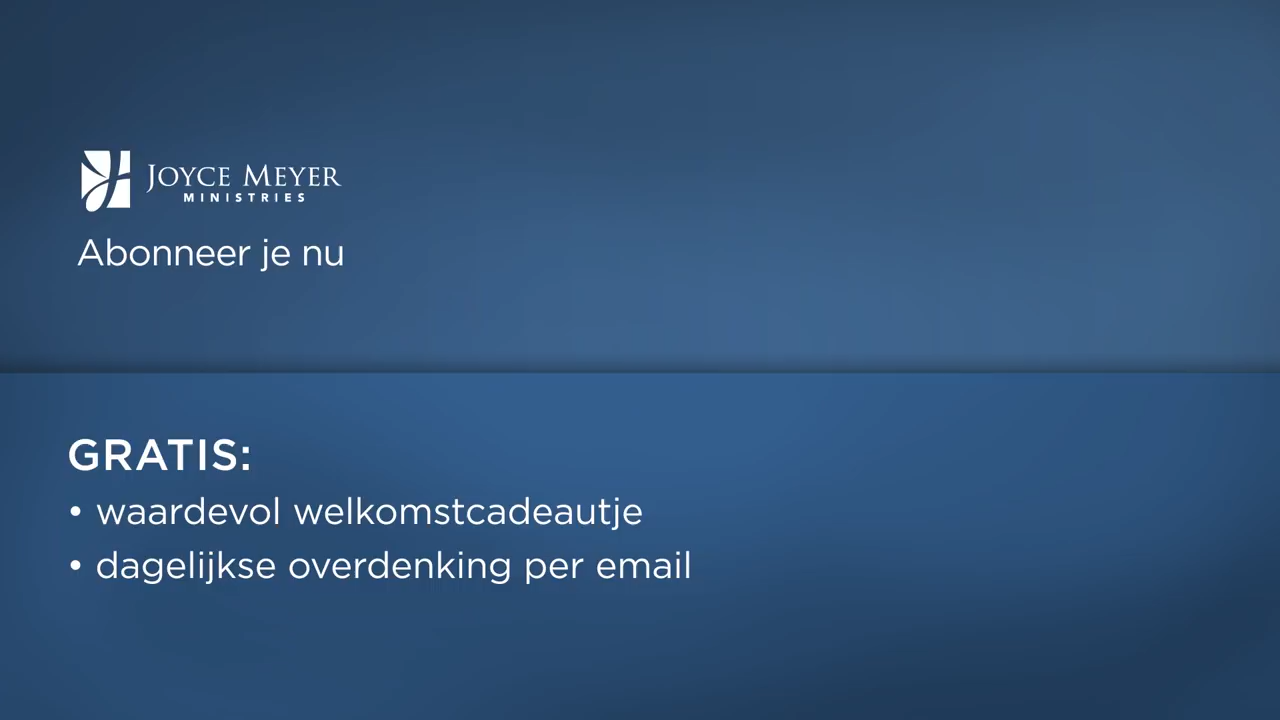 JOYCE MEYER
MINISTRIES
Abonneer je nu
GRATIS:
• waardevol welkomstcadeautje
• dagelijkse overdenking per email